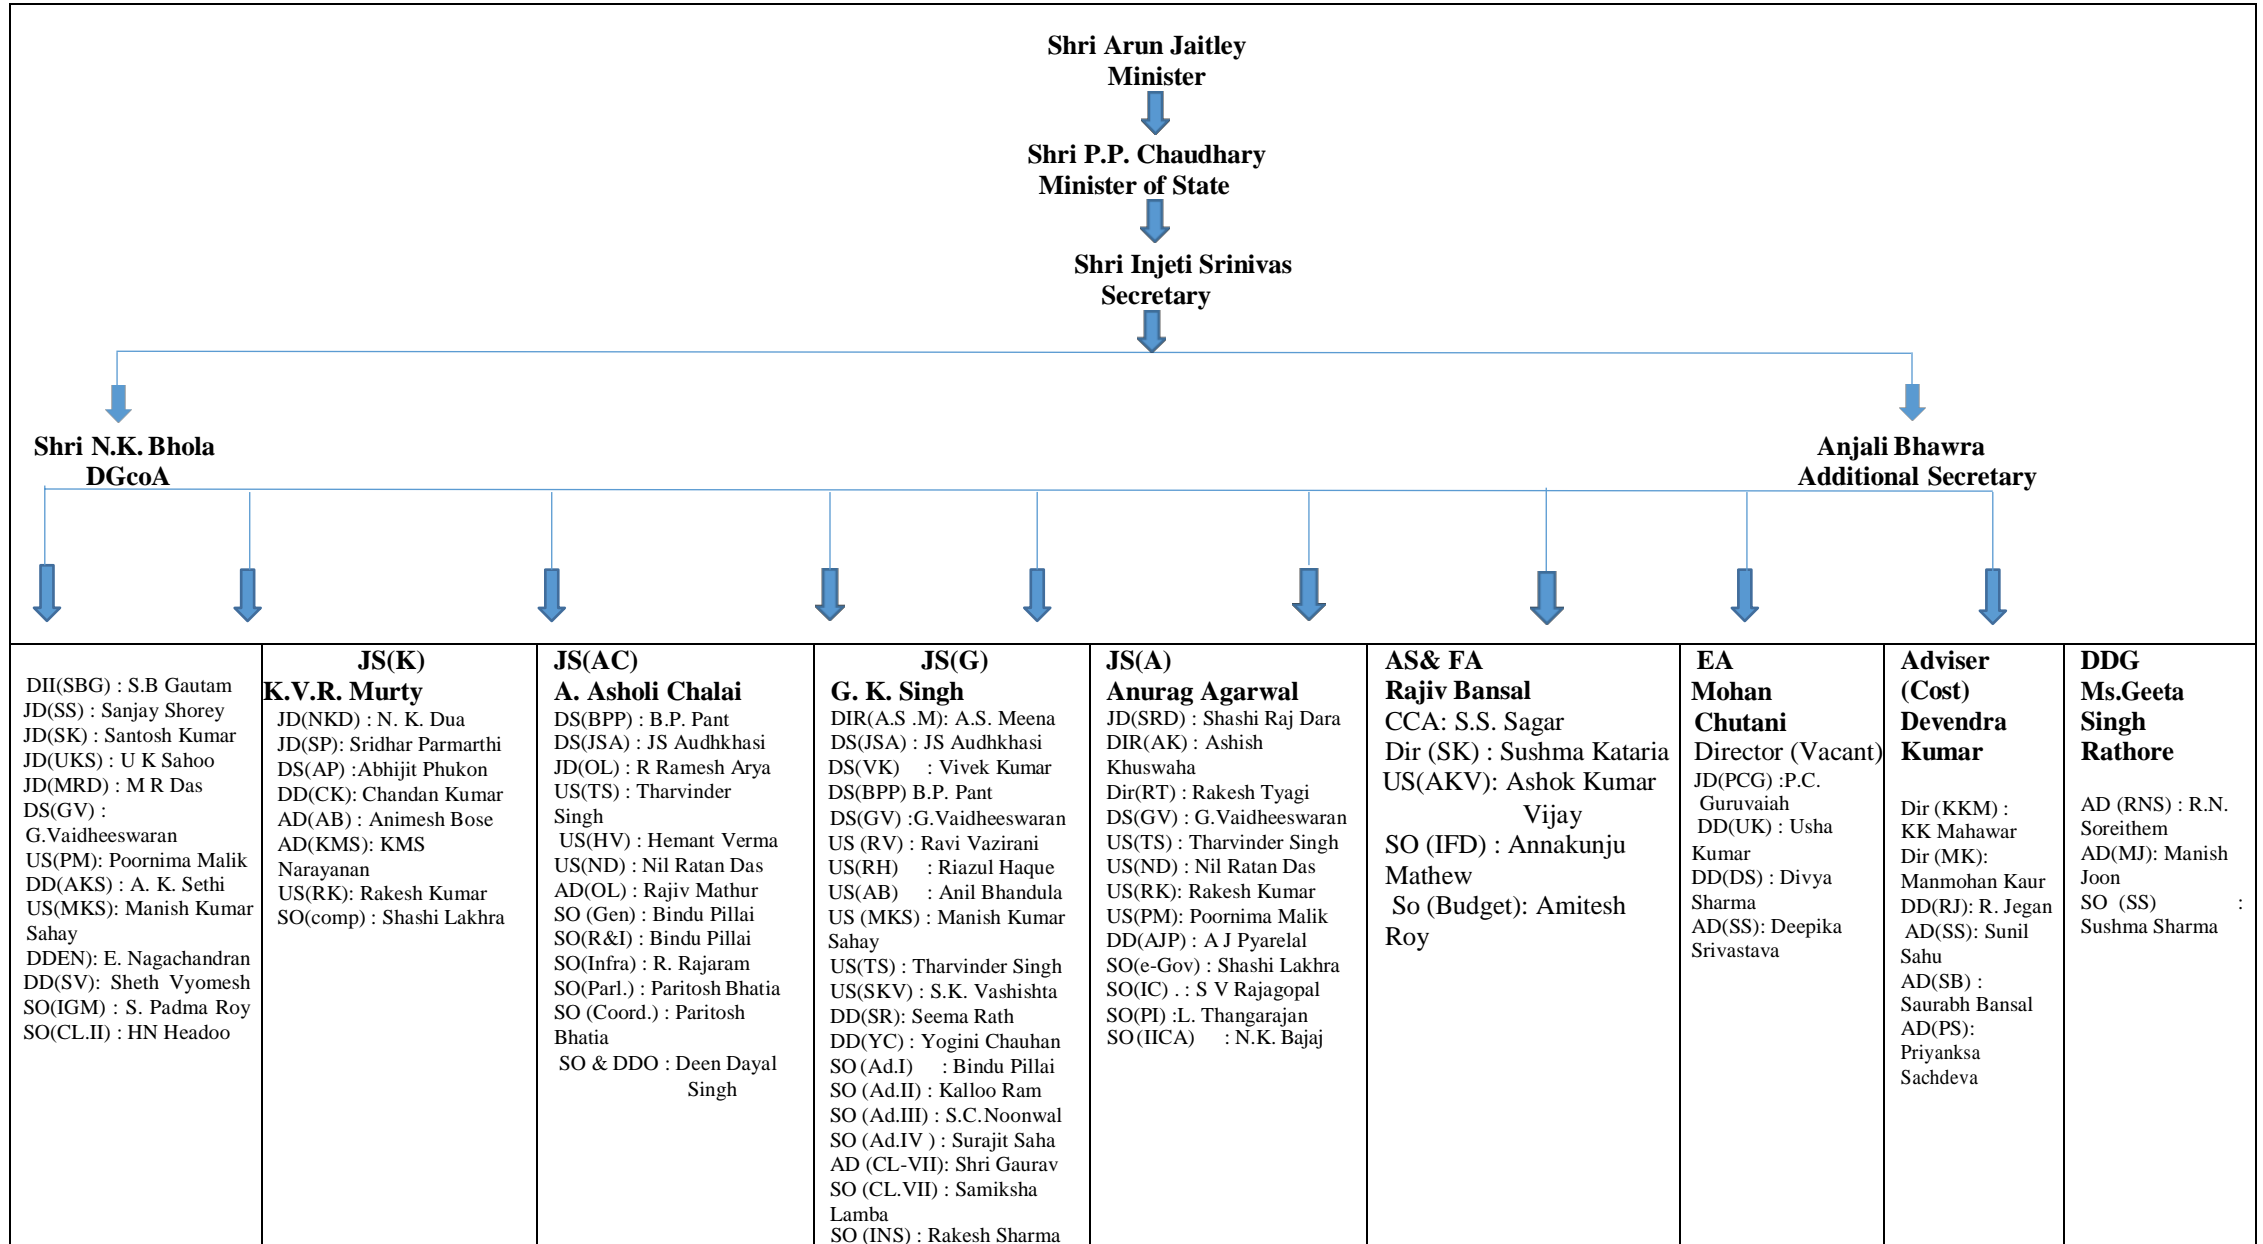 Shri Arun Jaitley
Minister
Shri P.P. Chaudhary
Minister of State
Shri Injeti Srinivas
Secretary
Shri N.K. Bhola
DGcoA
Anjali Bhawra
Additional Secretary
DII(SBG) : S.B Gautam
JD(SS) : Sanjay Shorey
JD(SK) : Santosh Kumar
JD(UKS) : U K Sahoo
JD(MRD) : M R Das
DS(GV) :
G.Vaidheeswaran
US(PM): Poornima Malik
DD(AKS) : A. K. Sethi
US(MKS): Manish Kumar
Sahay
DDEN): E. Nagachandran
DD(SV): Sheth Vyomesh
SO(IGM) : S. Padma Roy
SO(CL.II) : HN Headoo
JS(K)
K.V.R. Murty
JD(NKD) : N. K. Dua
JD(SP): Sridhar Parmarthi
DS(AP) :Abhijit Phukon
DD(CK): Chandan Kumar
AD(AB) : Animesh Bose
AD(KMS): KMS
Narayanan
US(RK): Rakesh Kumar
SO(comp) : Shashi Lakhra
JS(AC)
A. Asholi Chalai
DS(BPP) : B.P. Pant
DS(JSA) : JS Audhkhasi
JD(OL) : R Ramesh Arya
US(TS) : Tharvinder
Singh
US(HV) : Hemant Verma
US(ND) : Nil Ratan Das
AD(OL) : Rajiv Mathur
SO (Gen) : Bindu Pillai
SO(R&I) : Bindu Pillai
SO(Infra) : R. Rajaram
SO(Parl.) : Paritosh Bhatia
SO (Coord.) : Paritosh
Bhatia
SO & DDO : Deen Dayal
Singh
JS(G)
G. K. Singh
DIR(A.S .M): A.S. Meena
DS(JSA) : JS Audhkhasi
DS(VK) : Vivek Kumar
DS(BPP) B.P. Pant
DS(GV) :G.Vaidheeswaran
US (RV) : Ravi Vazirani
US(RH) : Riazul Haque
US(AB) : Anil Bhandula
US (MKS) : Manish Kumar
Sahay
US(TS) : Tharvinder Singh
US(SKV) : S.K. Vashishta
DD(SR): Seema Rath
DD(YC) : Yogini Chauhan
SO (Ad.I) : Bindu Pillai
SO (Ad.II) : Kalloo Ram
SO (Ad.III) : S.C.Noonwal
SO (Ad.IV ) : Surajit Saha
AD (CL-VII): Shri Gaurav
SO (CL.VII) : Samiksha
Lamba
SO (INS) : Rakesh Sharma
JS(A)
Anurag Agarwal
JD(SRD) : Shashi Raj Dara
DIR(AK) : Ashish
Khuswaha
Dir(RT) : Rakesh Tyagi
DS(GV) : G.Vaidheeswaran
US(TS) : Tharvinder Singh
US(ND) : Nil Ratan Das
US(RK): Rakesh Kumar
US(PM): Poornima Malik
DD(AJP) : A J Pyarelal
SO(e-Gov) : Shashi Lakhra
SO(IC) . : S V Rajagopal
SO(PI) :L. Thangarajan
SO(IICA) : N.K. Bajaj
AS& FA
Rajiv Bansal
CCA: S.S. Sagar
Dir (SK) : Sushma Kataria
US(AKV): Ashok Kumar
Vijay
SO (IFD) : Annakunju
Mathew
So (Budget): Amitesh
Roy
EA
Mohan
Chutani
Director (Vacant)
JD(PCG) :P.C.
Guruvaiah
DD(UK) : Usha
Kumar
DD(DS) : Divya
Sharma
AD(SS): Deepika
Srivastava
Adviser
(Cost)
Devendra
Kumar
Dir (KKM) :
KK Mahawar
Dir (MK):
Manmohan Kaur
DD(RJ): R. Jegan
AD(SS): Sunil
Sahu
AD(SB) :
Saurabh Bansal
AD(PS):
Priyanksa
Sachdeva
DDG
Ms.Geeta
Singh
Rathore
AD (RNS) : R.N.
Soreithem
AD(MJ): Manish
Joon
SO (SS) :
Sushma Sharma